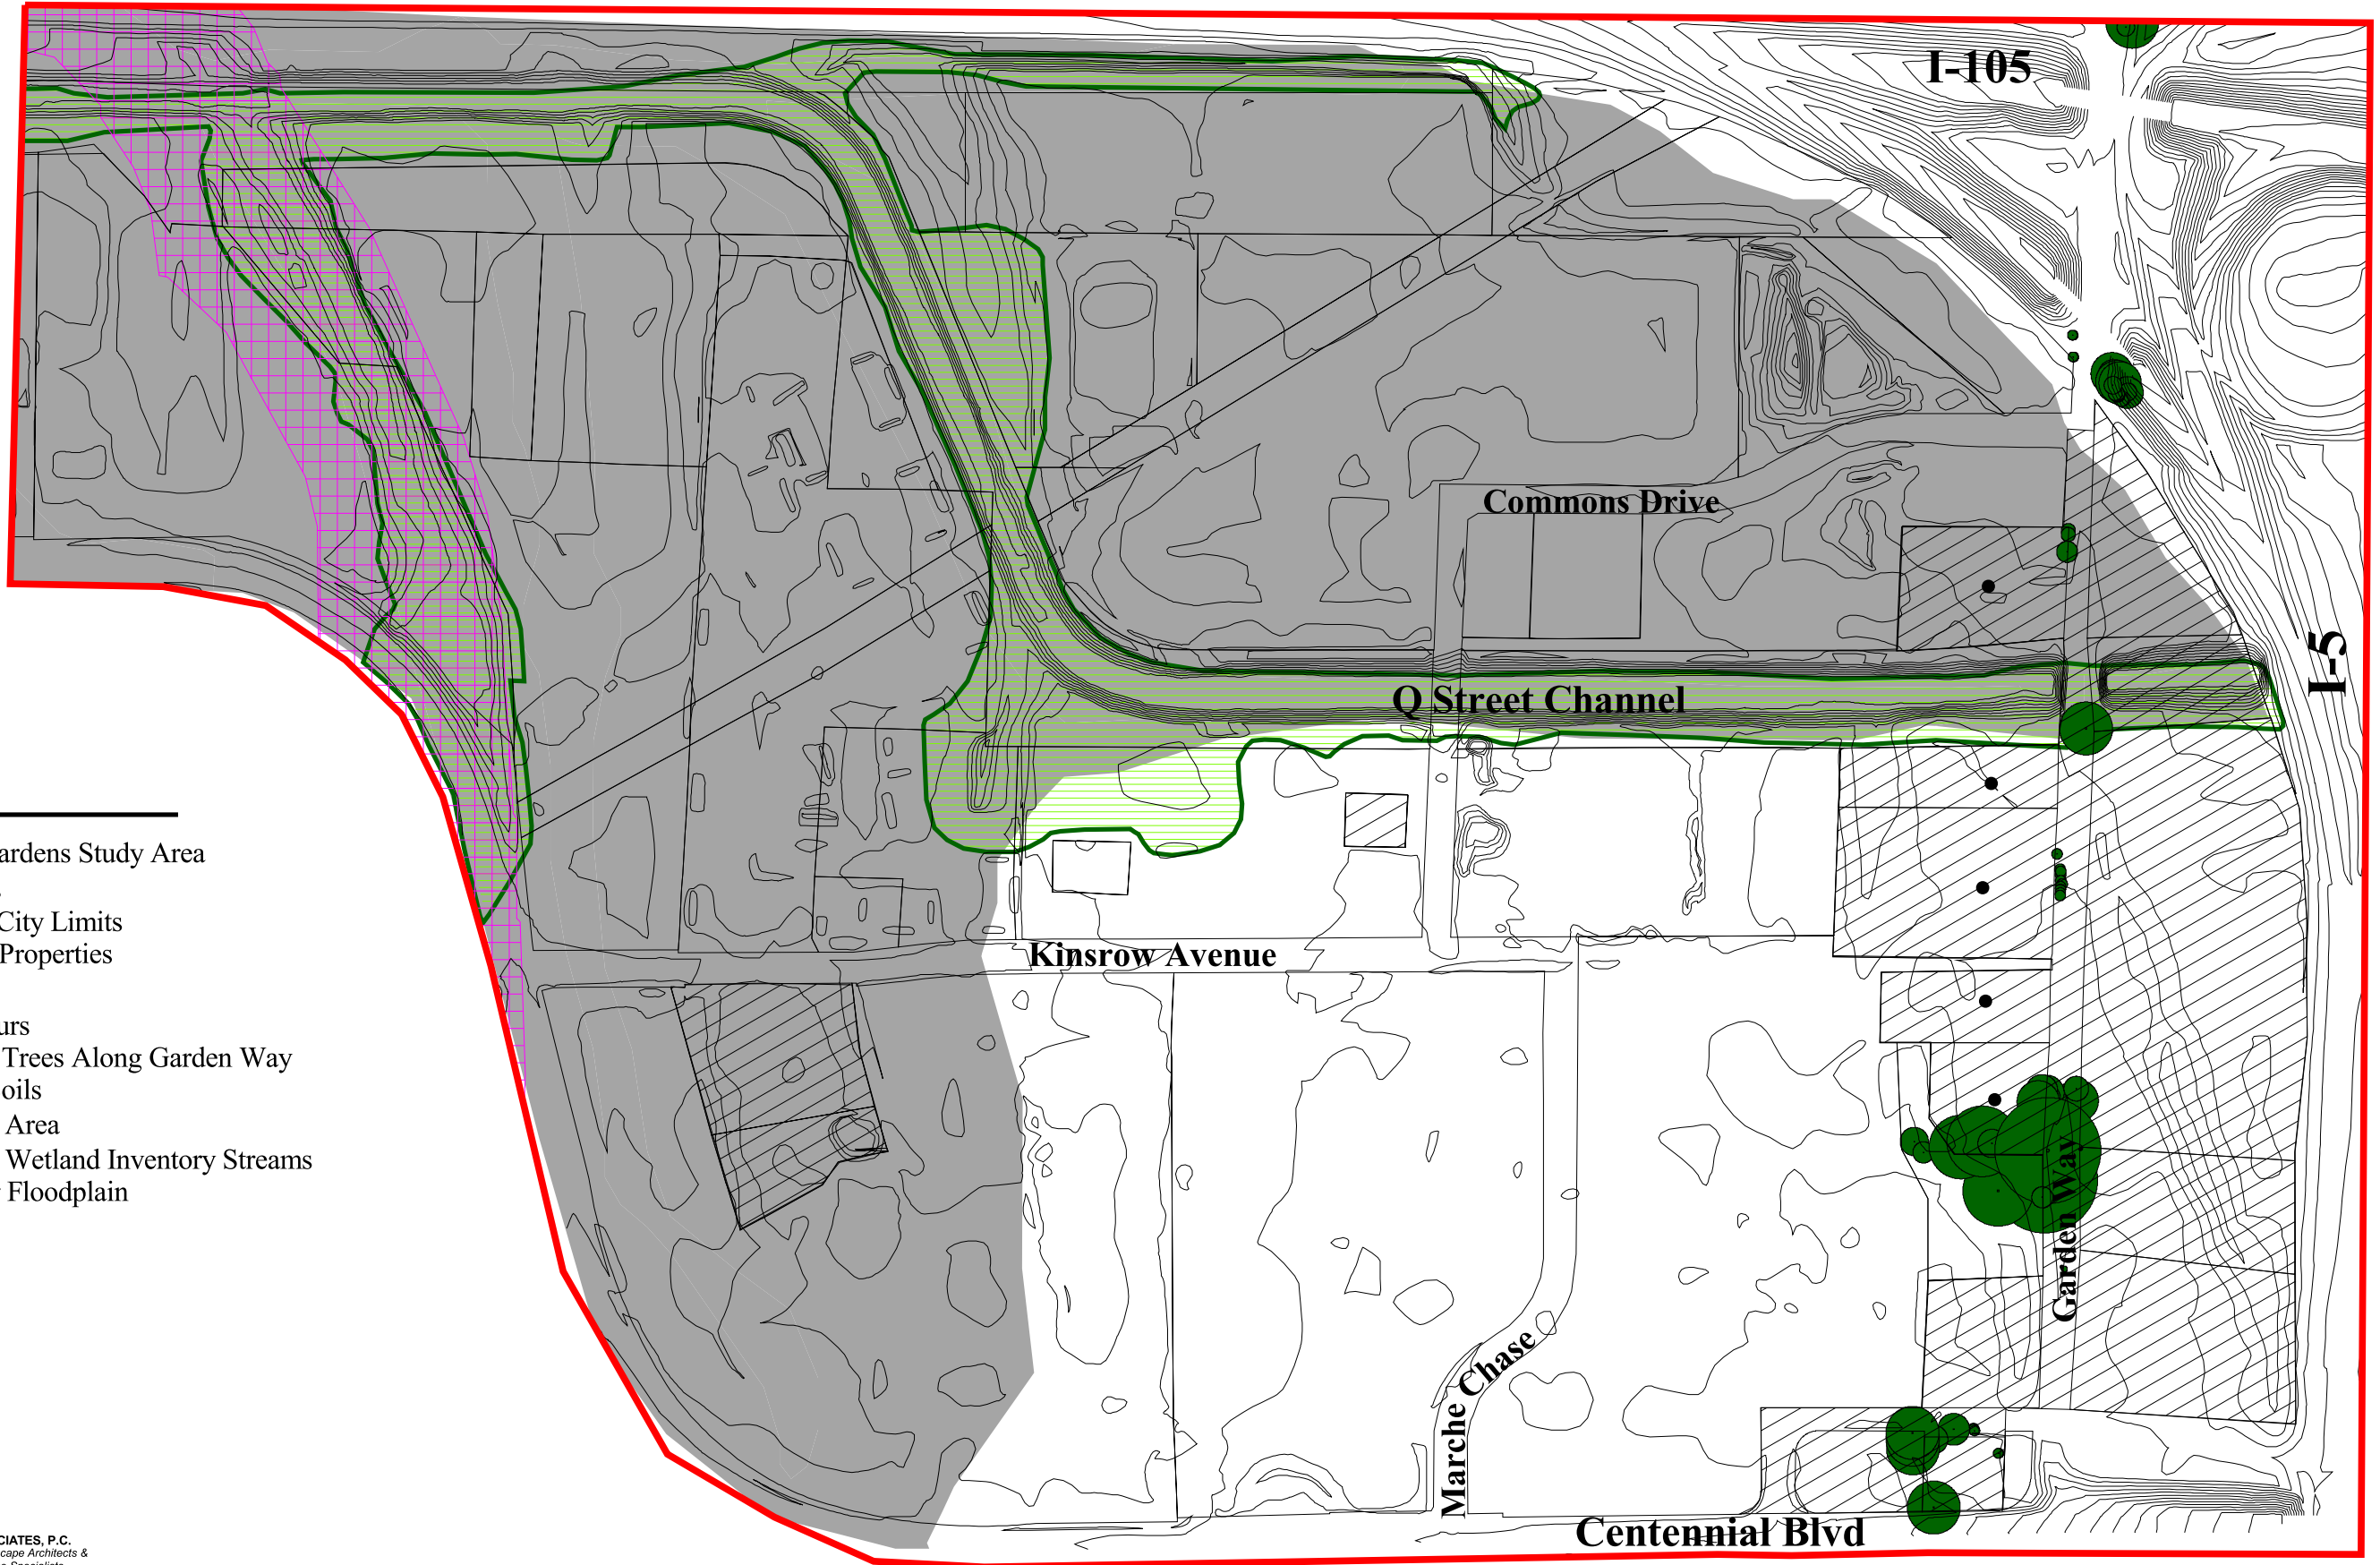 I-105
Commons Drive
I-5
Q Street Channel
ardens Study Area
City Limits
Properties
Kinsrow Avenue
urs
Trees Along Garden Way
oils
Area
Wetland Inventory Streams
Floodplain
Garden Way
Marche Chase
Centennial Blvd
CIATES, P.C.
cape Architects &